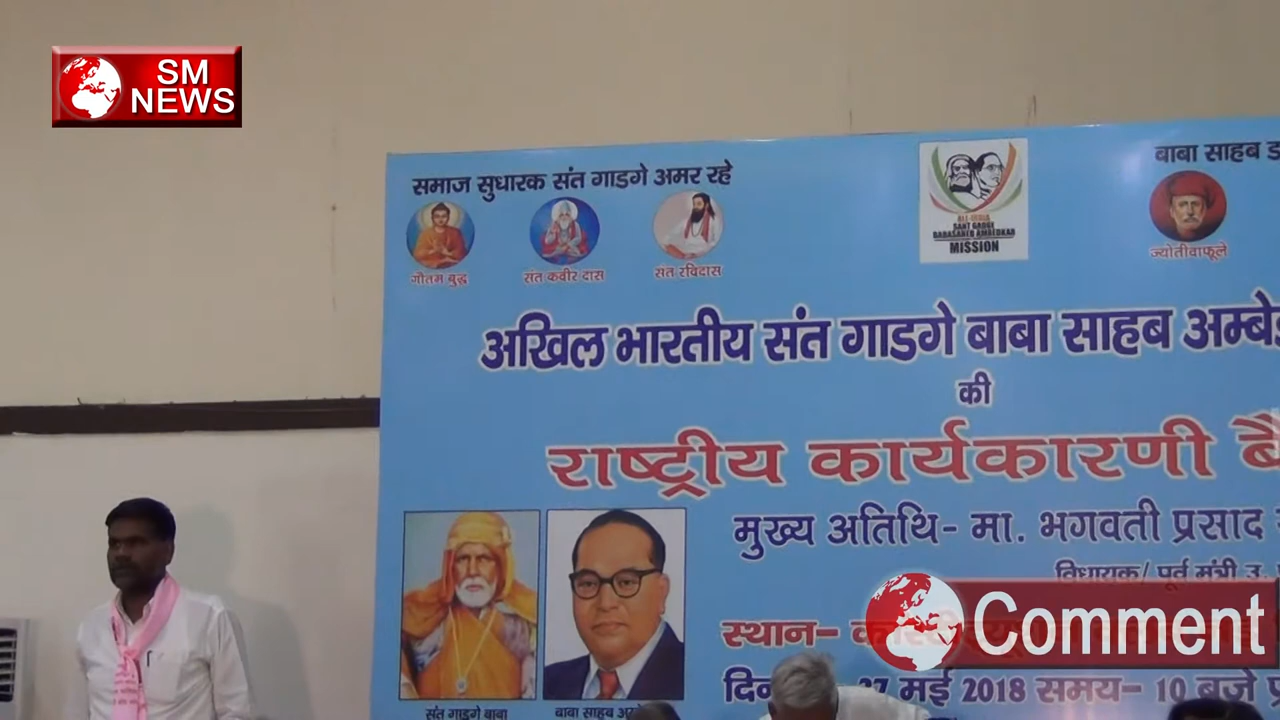 SM
NEWS
समाज सुधारक संत गाडगे अमर रहे
बाबा साहब
गौतम बुद्ध
संत कबीर दास
संत रविदास
ALL INDIA
SANT GADGE
BABASAHEB AMBEDKAR
MISSION
ज्योतीवाफूले
अखिल भारतीय संत गाडगे बाबा साहब
की
राष्ट्रीय कार्यकारणी
मुख्य अतिथि- मा. भगवती प्रसाद
विधायक/ पूर्व मंत्री उ.
स्थान-
27 मई 2018 समय- 10 बजे
संत गाडगे बाबा
बाबा साहब
Comment